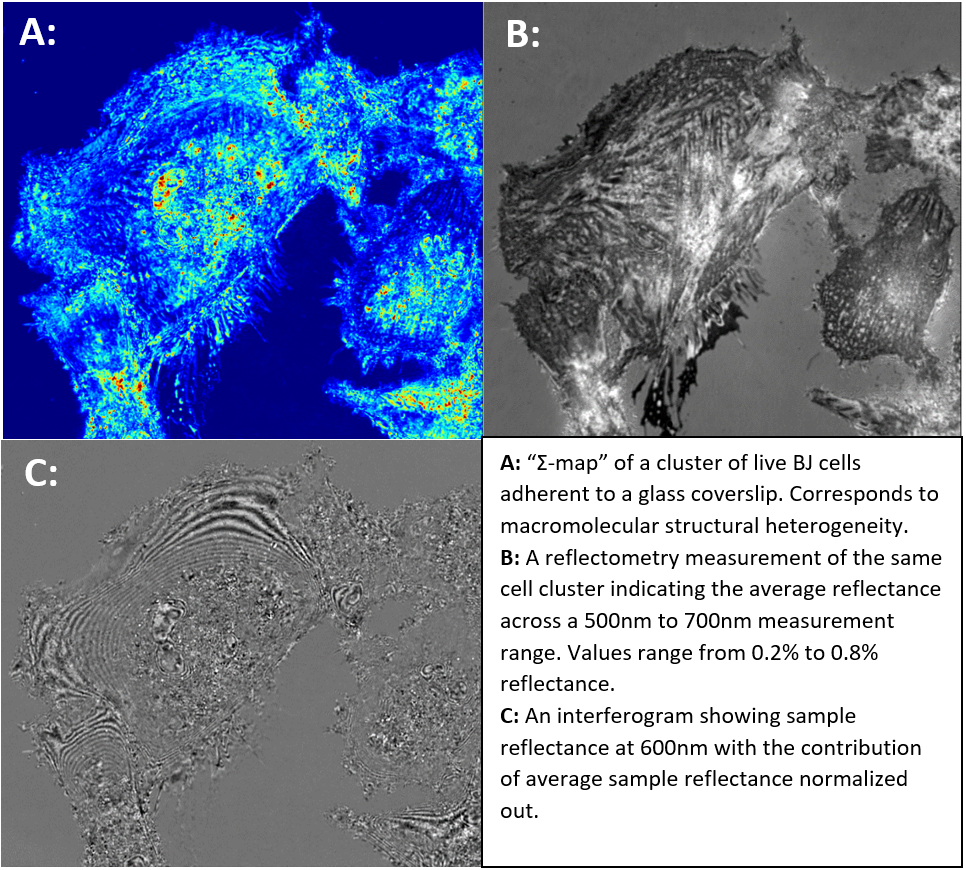 A:
B:
C:
A: “Σ-map” of a cluster of live BJ cells
adherent to a glass coverslip. Corresponds to
macromolecular structural heterogeneity.
B: A reflectometry measurement of the same
cell cluster indicating the average reflectance
across a 500nm to 700nm measurement
range. Values range from 0.2% to 0.8%
reflectance.
C: An interferogram showing sample
reflectance at 600nm with the contribution
of average sample reflectance normalized
out.